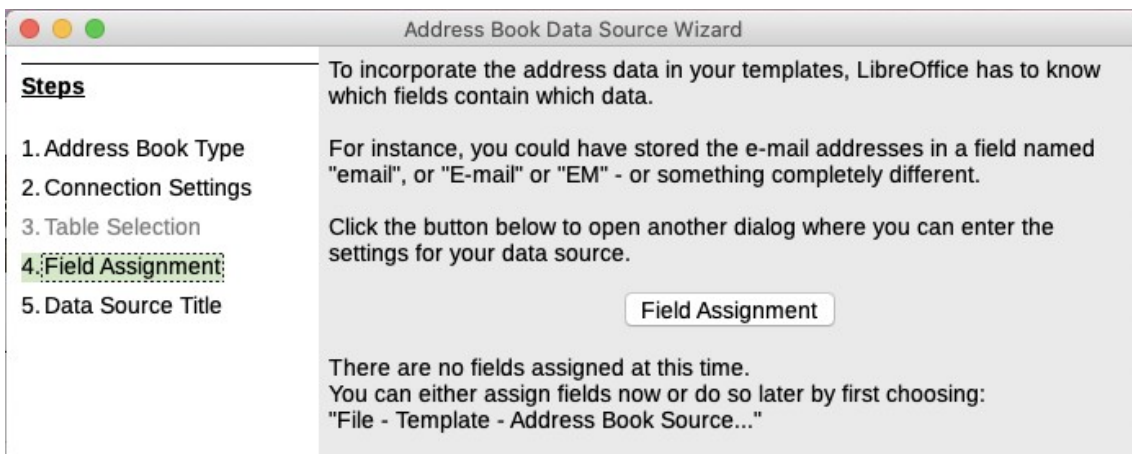 Address Book Data Source Wizard
Steps
1. Address Book Type
2. Connection Settings
3. Table Selection
4. Field Assignment
5. Data Source Title
To incorporate the address data in your templates, LibreOffice has to know
which fields contain which data.
For instance, you could have stored the e-mail addresses in a field named
"email", or "E-mail" or "EM" - or something completely different.
Click the button below to open another dialog where you can enter the
settings for your data source.
Field Assignment
There are no fields assigned at this time.
You can either assign fields now or do so later by first choosing:
"File - Template - Address Book Source..."